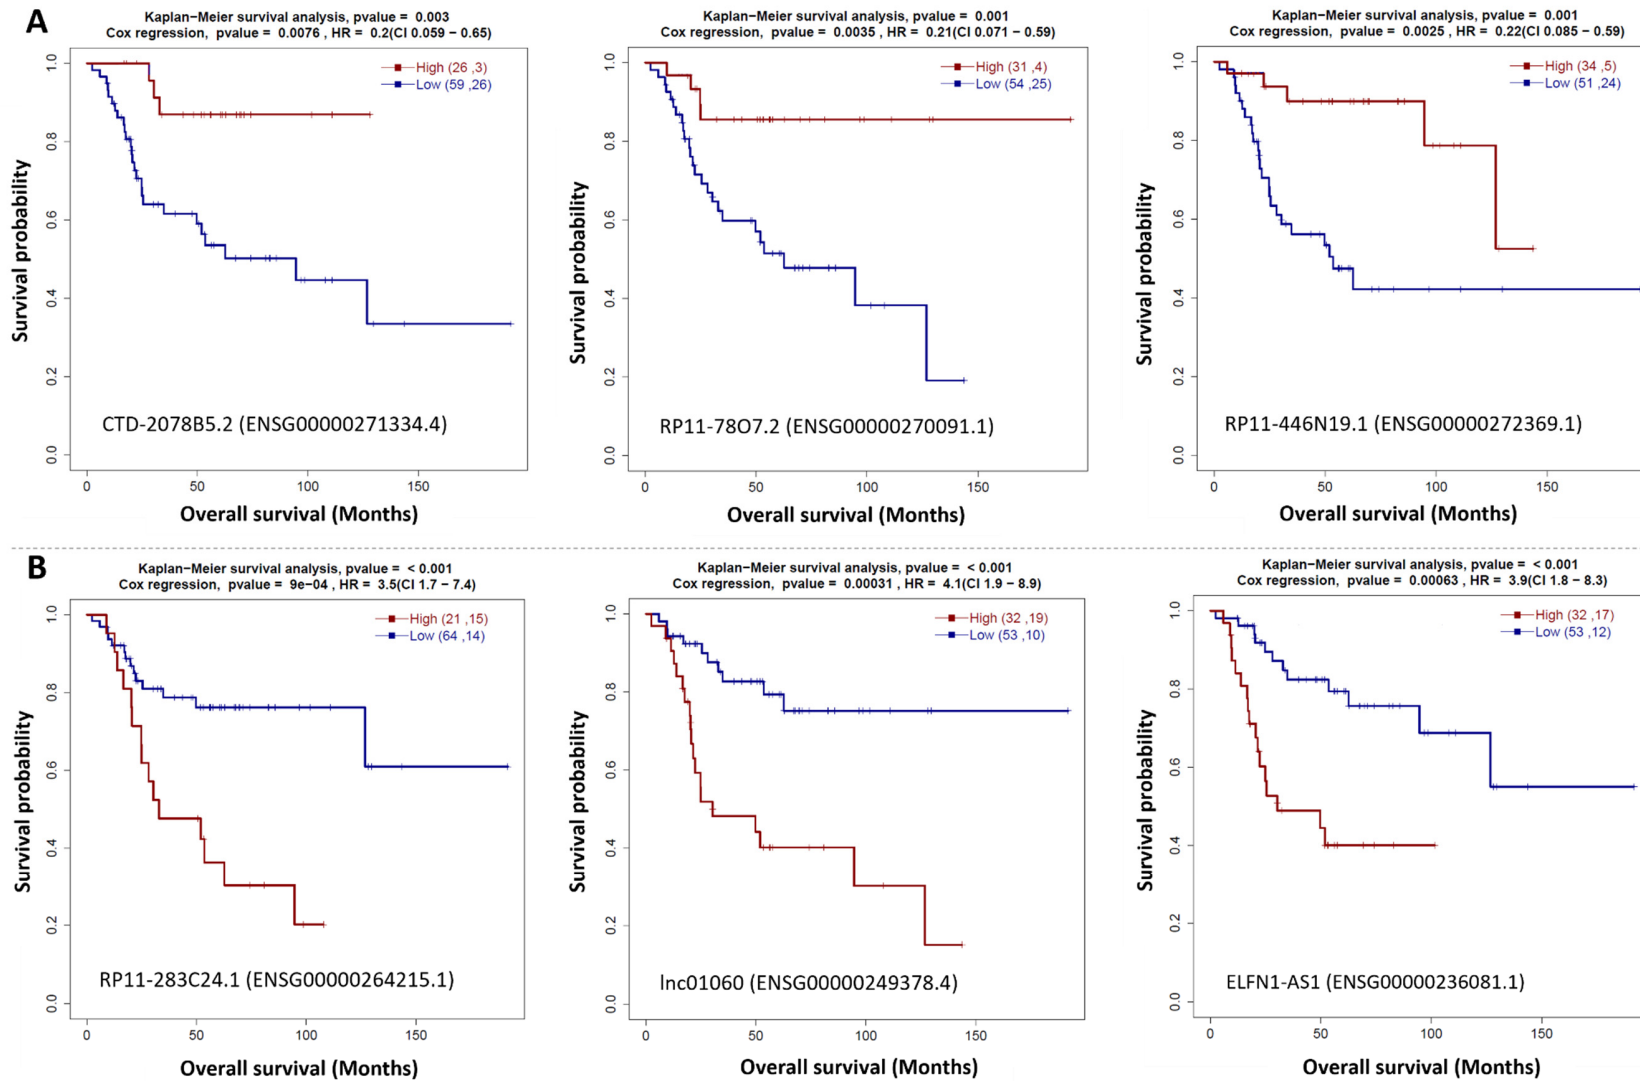 A
Kaplan−Meier survival analysis, pvalue = 0.003
Cox regression, pvalue = 0.0076 , HR = 0.2(CI 0.059 − 0.65)
High (26 ,3)
Low (59 ,26)
Survival probability
1.0
0.8
0.6
0.4
0.2
0.0
CTD-2078B5.2 (ENSG00000271334.4)
0 50 100 150
Overall survival (Months)
Kaplan−Meier survival analysis, pvalue = 0.001
Cox regression, pvalue = 0.0035 , HR = 0.21(CI 0.071 − 0.59)
High (31 ,4)
Low (54 ,25)
Survival probability
1.0
0.8
0.6
0.4
0.2
0.0
RP11-78O7.2 (ENSG00000270091.1)
0 50 100 150
Overall survival (Months)
Kaplan−Meier survival analysis, pvalue = 0.001
Cox regression, pvalue = 0.0025 , HR = 0.22(CI 0.085 − 0.59)
High (34 ,5)
Low (51 ,24)
Survival probability
1.0
0.8
0.6
0.4
0.2
0.0
RP11-446N19.1 (ENSG00000272369.1)
0 50 100 150
Overall survival (Months)
B
Kaplan−Meier survival analysis, pvalue = < 0.001
Cox regression, pvalue = 9e−04 , HR = 3.5(CI 1.7 − 7.4)
High (21 ,15)
Low (64 ,14)
Survival probability
1.0
0.8
0.6
0.4
0.2
0.0
RP11-283C24.1 (ENSG00000264215.1)
0 50 100 150
Overall survival (Months)
Kaplan−Meier survival analysis, pvalue = < 0.001
Cox regression, pvalue = 0.00031 , HR = 4.1(CI 1.9 − 8.9)
High (32 ,19)
Low (53 ,10)
Survival probability
1.0
0.8
0.6
0.4
0.2
0.0
lnc01060 (ENSG00000249378.4)
0 50 100 150
Overall survival (Months)
Kaplan−Meier survival analysis, pvalue = < 0.001
Cox regression, pvalue = 0.00063 , HR = 3.9(CI 1.8 − 8.3)
High (32 ,17)
Low (53 ,12)
Survival probability
1.0
0.8
0.6
0.4
0.2
0.0
ELFN1-AS1 (ENSG00000236081.1)
0 50 100 150
Overall survival (Months)